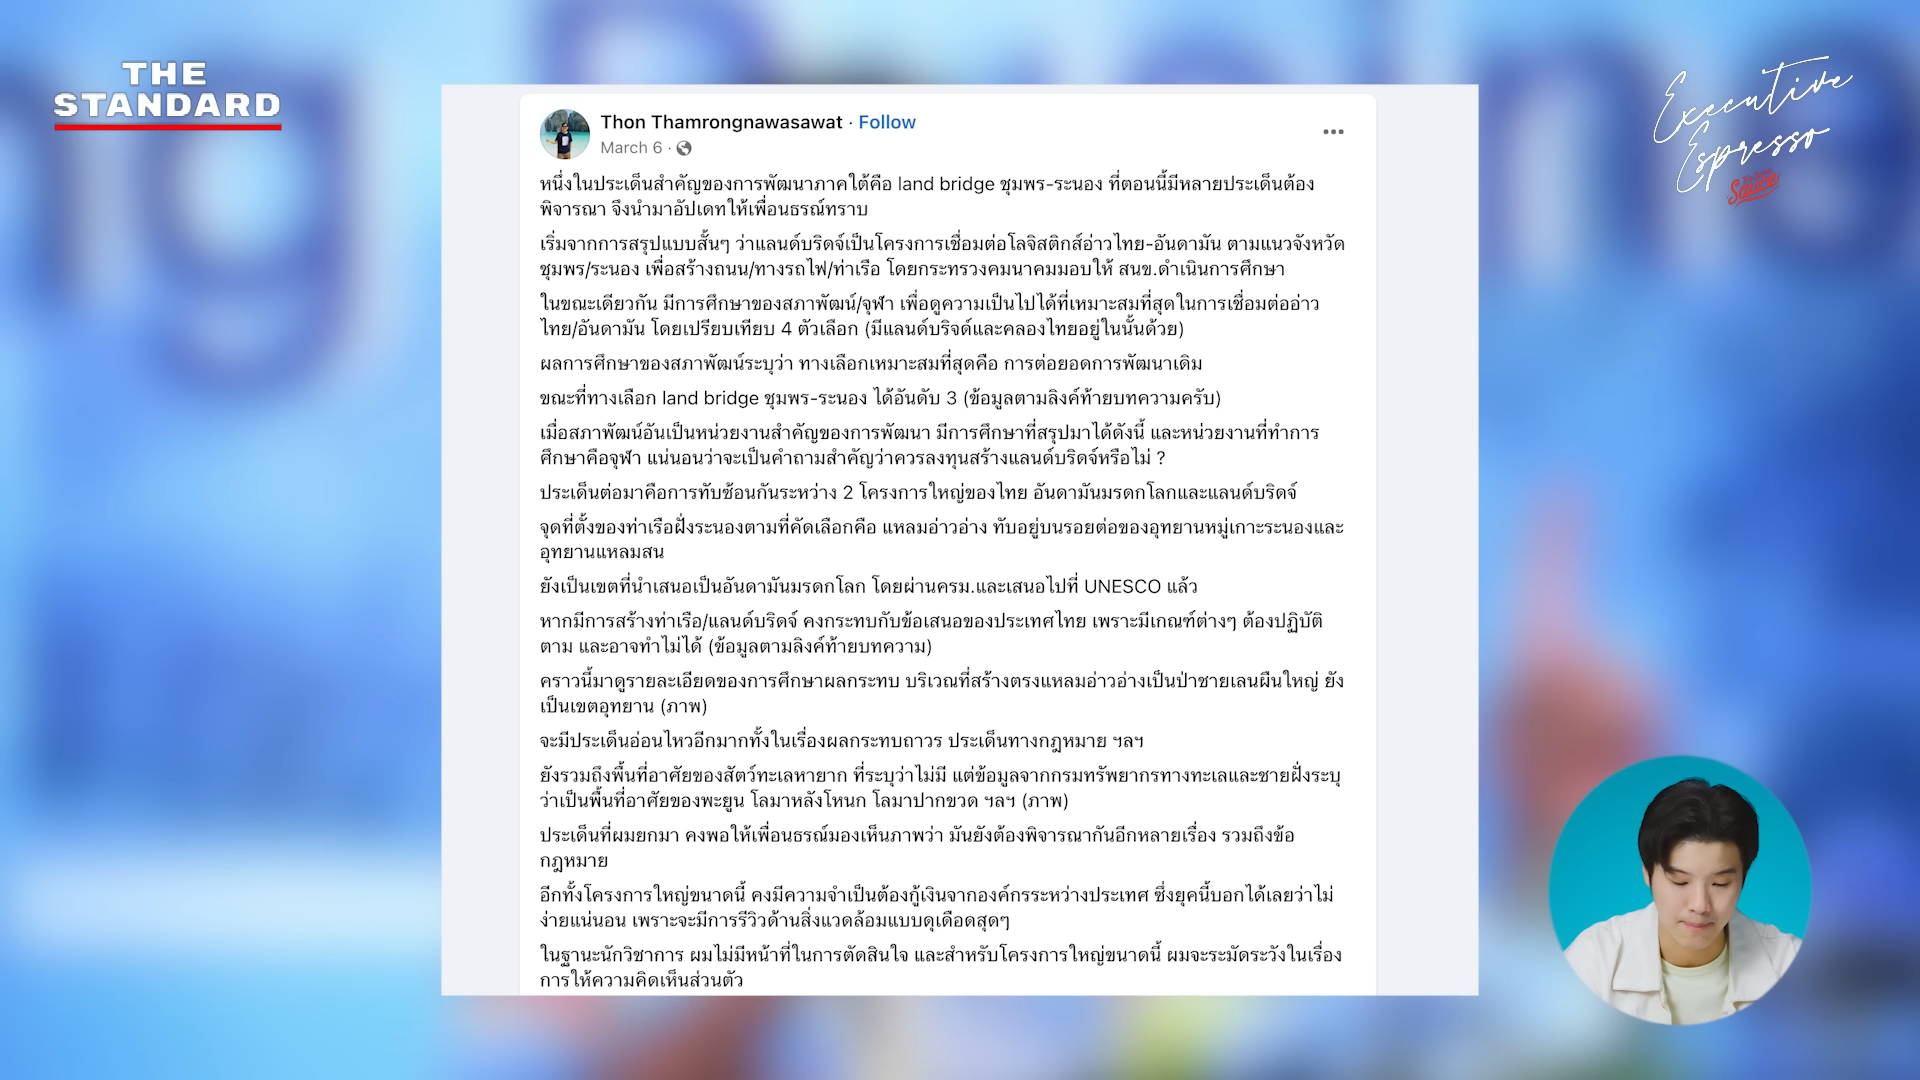 THE
STANDARD
Executive
Espresso
Sauce
Thon Thamrongnawasawat · Follow
March 6 ·
หนึ่งในประเด็นสำคัญของการพัฒนาภาคใต้คือ land bridge ชุมพร-ระนอง ที่ตอนนี้มีหลายประเด็นต้อง
พิจารณา จึงนำมาอัปเดทให้เพื่อนธรณ์ทราบ
เริ่มจากการสรุปแบบสั้นๆ ว่าแลนด์บริดจ์เป็นโครงการเชื่อมต่อโลจิสติกส์อ่าวไทย-อันดามัน ตามแนวจังหวัด
ชุมพร/ระนอง เพื่อสร้างถนน/ทางรถไฟ/ท่าเรือ โดยกระทรวงคมนาคมมอบให้ สนข.ดำเนินการศึกษา
ในขณะเดียวกัน มีการศึกษาของสภาพัฒน์/จุฬา เพื่อดูความเป็นไปได้ที่เหมาะสมที่สุดในการเชื่อมต่ออ่าว
ไทย/อันดามัน โดยเปรียบเทียบ 4 ตัวเลือก (มีแลนด์บริจด์และคลองไทยอยู่ในนั้นด้วย)
ผลการศึกษาของสภาพัฒน์ระบุว่า ทางเลือกเหมาะสมที่สุดคือ การต่อยอดการพัฒนาเดิม
ขณะที่ทางเลือก land bridge ชุมพร-ระนอง ได้อันดับ 3 (ข้อมูลตามลิงค์ท้ายบทความครับ)
เมื่อสภาพัฒน์อันเป็นหน่วยงานสำคัญของการพัฒนา มีการศึกษาที่สรุปมาได้ดังนี้ และหน่วยงานที่ทำการ
ศึกษาคือจุฬา แน่นอนว่าจะเป็นคำถามสำคัญว่าควรลงทุนสร้างแลนด์บริดจ์หรือไม่ ?
ประเด็นต่อมาคือการทับซ้อนกันระหว่าง 2 โครงการใหญ่ของไทย อันดามันมรดกโลกและแลนด์บริดจ์
จุดที่ตั้งของท่าเรือฝั่งระนองตามที่คัดเลือกคือ แหลมอ่าวอ่าง ทับอยู่บนรอยต่อของอุทยานหมู่เกาะระนองและ
อุทยานแหลมสน
ยังเป็นเขตที่นำเสนอเป็นอันดามันมรดกโลก โดยผ่านครม.และเสนอไปที่ UNESCO แล้ว
หากมีการสร้างท่าเรือ/แลนด์บริดจ์ คงกระทบกับข้อเสนอของประเทศไทย เพราะมีเกณฑ์ต่างๆ ต้องปฏิบัติ
ตาม และอาจทำไม่ได้ (ข้อมูลตามลิงค์ท้ายบทความ)
คราวนี้มาดูรายละเอียดของการศึกษาผลกระทบ บริเวณที่สร้างตรงแหลมอ่าวอ่างเป็นป่าชายเลนผืนใหญ่ ยัง
เป็นเขตอุทยาน (ภาพ)
จะมีประเด็นอ่อนไหวอีกมากทั้งในเรื่องผลกระทบถาวร ประเด็นทางกฎหมาย ฯลฯ
ยังรวมถึงพื้นที่อาศัยของสัตว์ทะเลหายาก ที่ระบุว่าไม่มี แต่ข้อมูลจากกรมทรัพยากรทางทะเลและชายฝั่งระบุ
ว่าเป็นพื้นที่อาศัยของพะยูน โลมาหลังโหนก โลมาปากขวด ฯลฯ (ภาพ)
ประเด็นที่ผมยกมา คงพอให้เพื่อนธรณ์มองเห็นภาพว่า มันยังต้องพิจารณากันอีกหลายเรื่อง รวมถึงข้อ
กฎหมาย
อีกทั้งโครงการใหญ่ขนาดนี้ คงมีความจำเป็นต้องกู้เงินจากองค์กรระหว่างประเทศ ซึ่งยุคนี้บอกได้เลยว่าไม่
ง่ายแน่นอน เพราะจะมีการรีวิวด้านสิ่งแวดล้อมแบบดุเดือดสุดๆ
ในฐานะนักวิชาการ ผมไม่มีหน้าที่ในการตัดสินใจ และสำหรับโครงการใหญ่ขนาดนี้ ผมจะระมัดระวังในเรื่อง
การให้ความคิดเห็นส่วนตัว